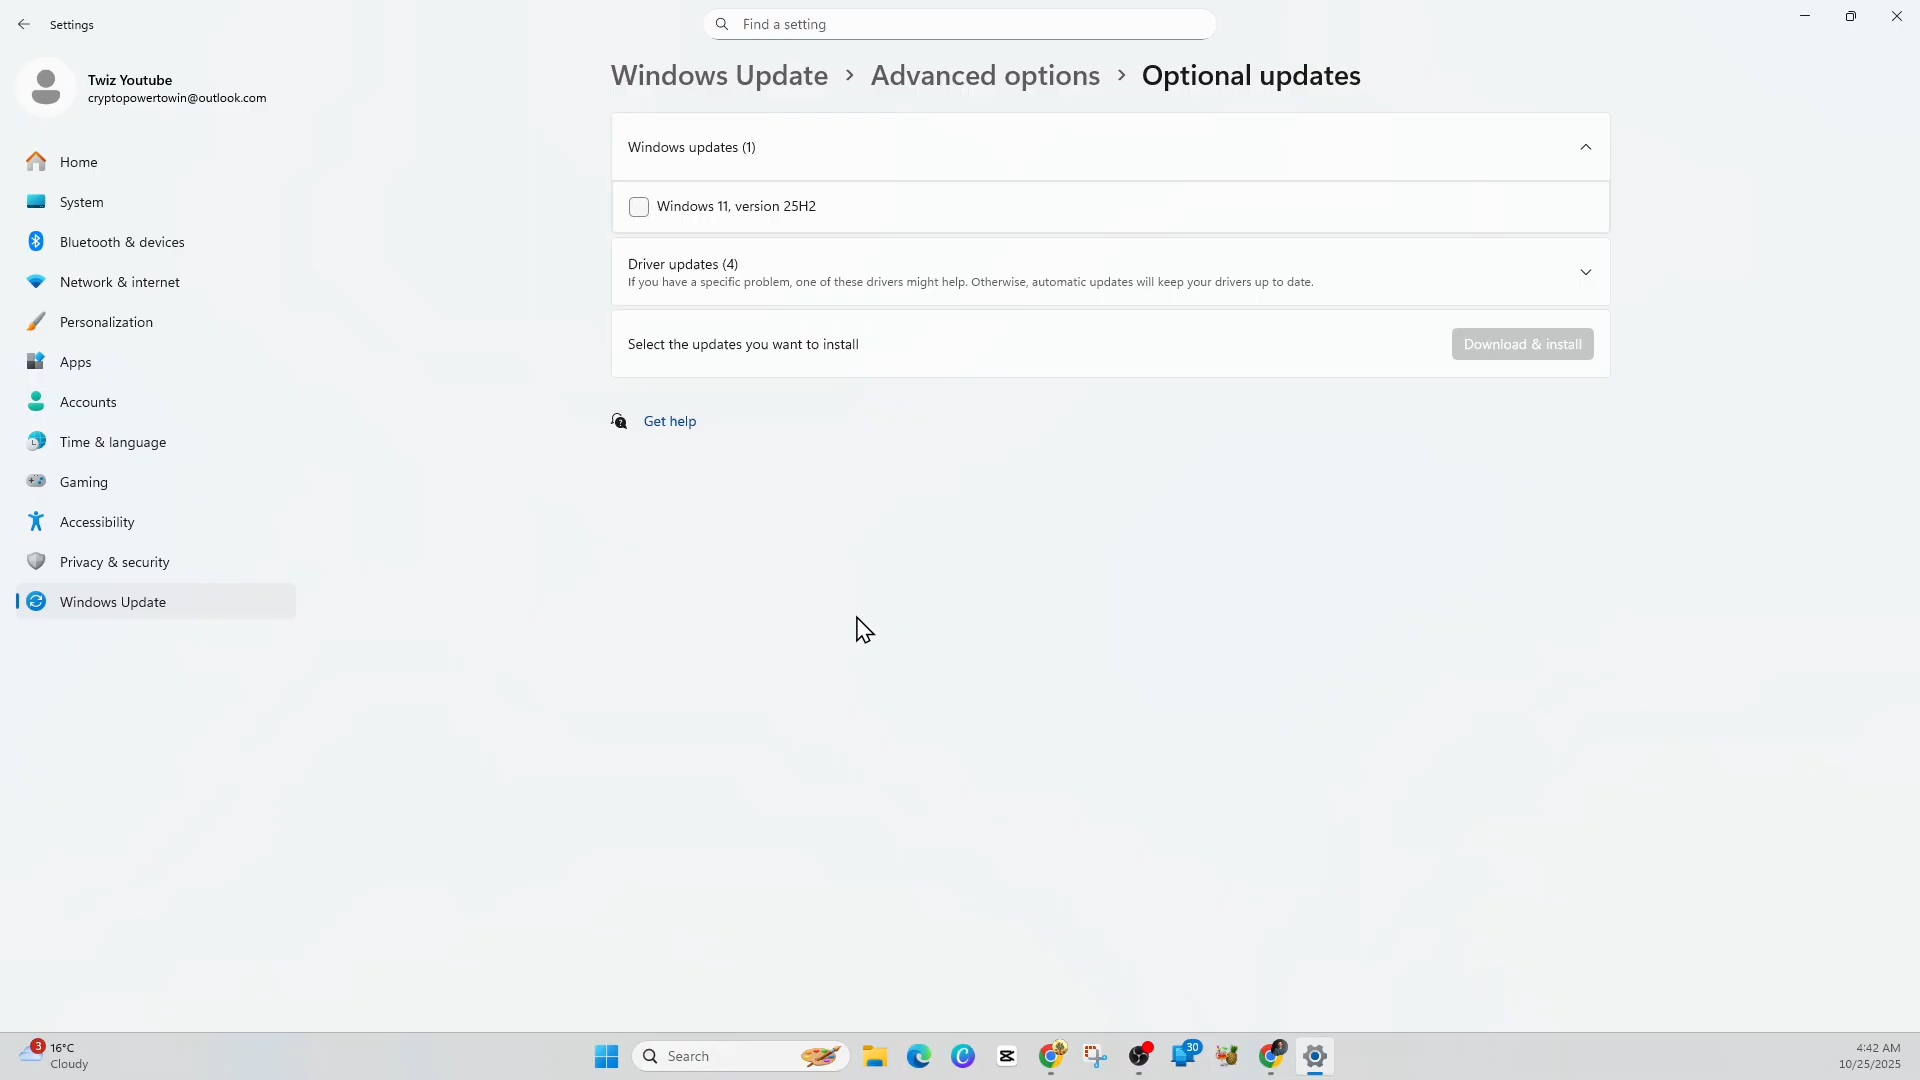 Settings
Find a setting
Twiz Youtube
cryptopowertowin@outlook.com
Home
System
Bluetooth & devices
Network & internet
Personalization
Apps
Accounts
Time & language
Gaming
Accessibility
Privacy & security
Windows Update
Windows Update > Advanced options > Optional updates
Windows updates (1)
Windows 11, version 25H2
Driver updates (4)
If you have a specific problem, one of these drivers might help. Otherwise, automatic updates will keep your drivers up to date.
Select the updates you want to install
Download & install
Get help
3
16°C
Cloudy
Search
30
4:42 AM
10/25/2025